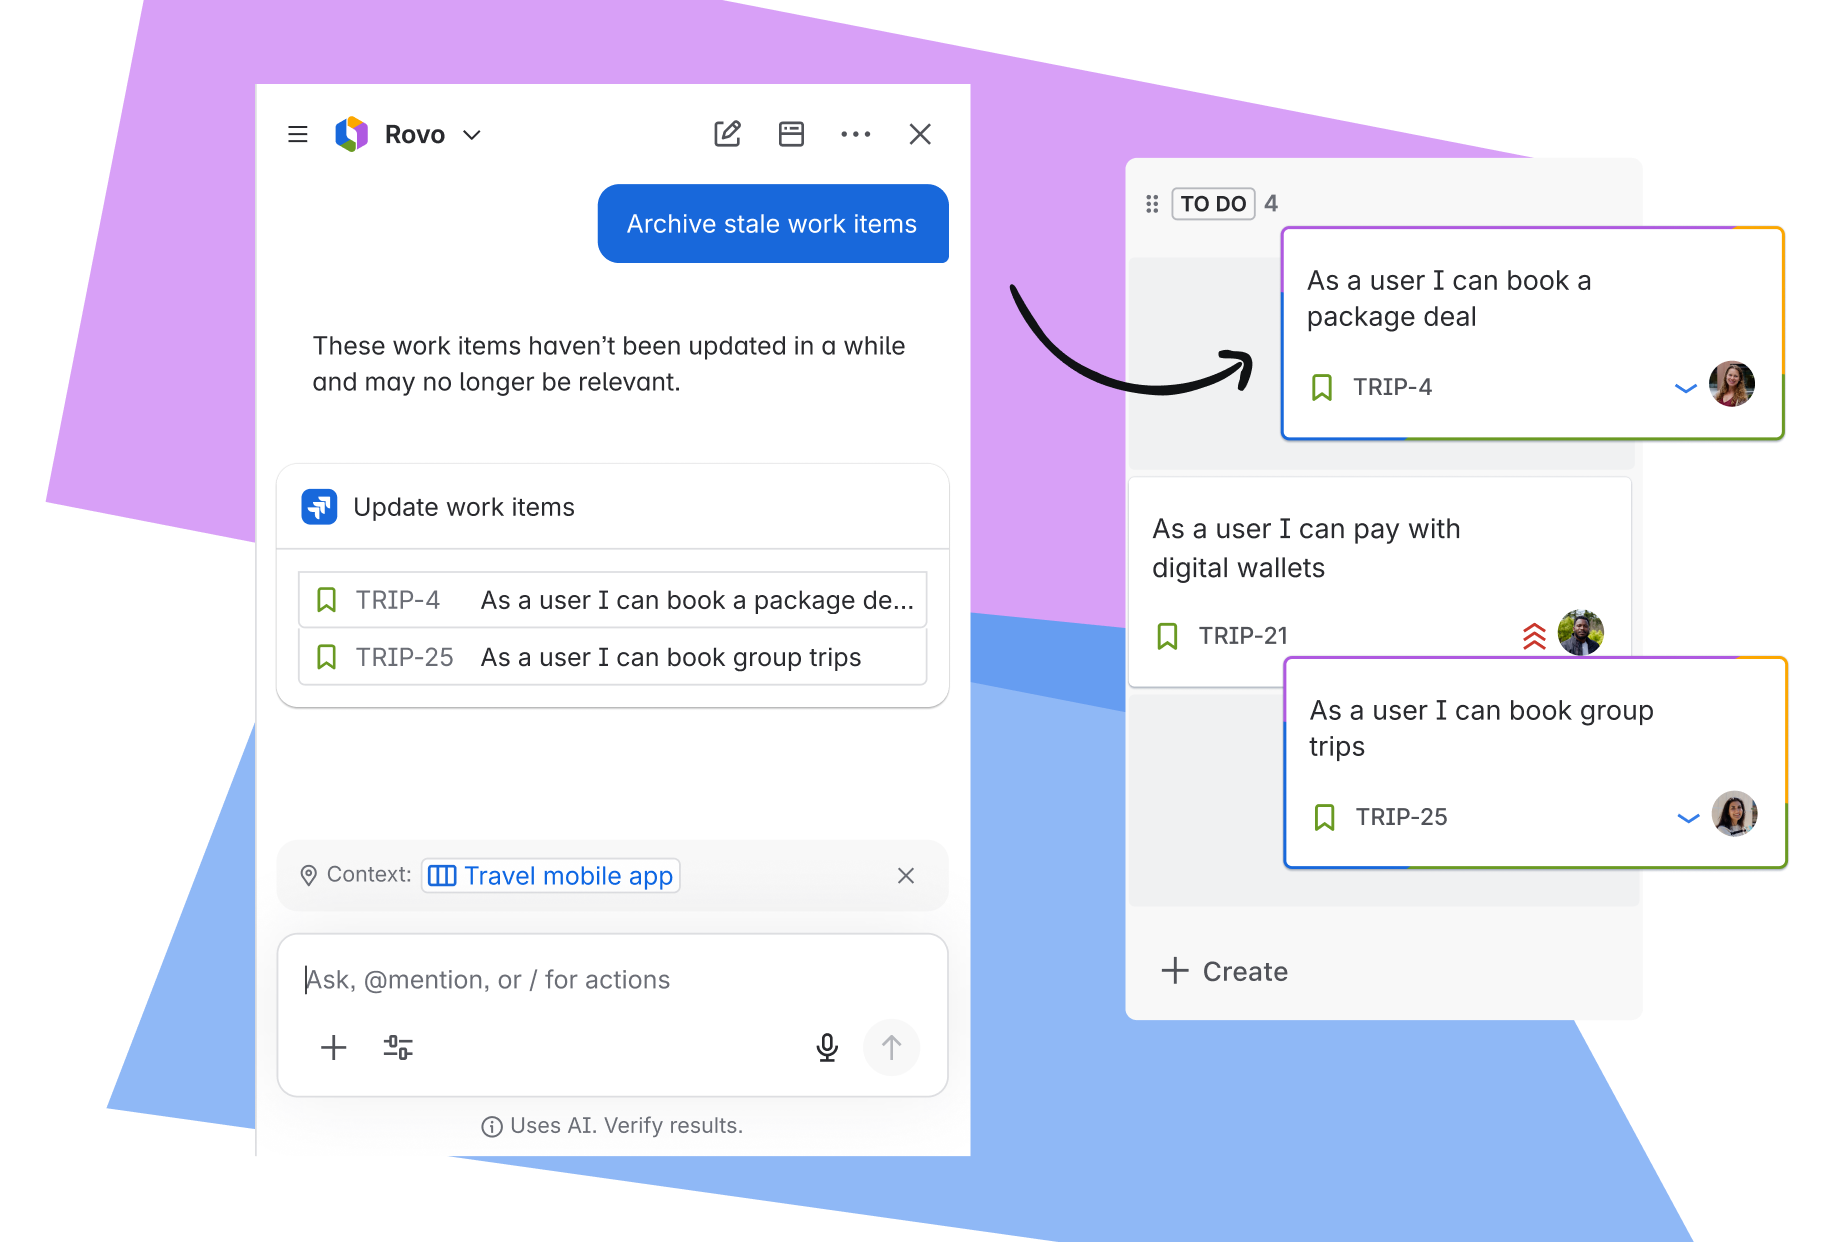 Rovo
Archive stale work items
These work items haven’t been updated in a while
and may no longer be relevant.
Update work items
TRIP-4 As a user I can book a package de...
TRIP-25 As a user I can book group trips
Context: Travel mobile app
Ask, @mention, or / for actions
Uses AI. Verify results.
TO DO 4
As a user I can book a
package deal
TRIP-4
As a user I can pay with
digital wallets
TRIP-21
As a user I can book group
trips
TRIP-25
Create